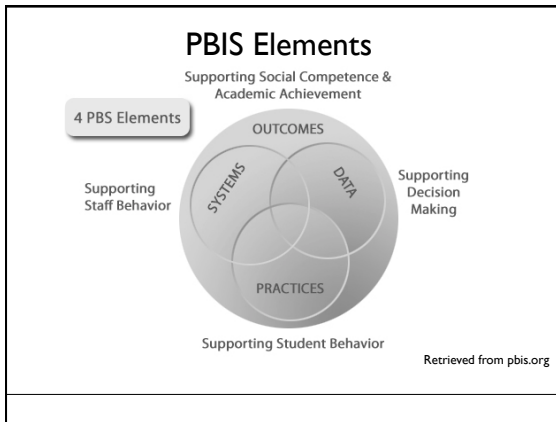 PBIS Elements
Supporting Social Competence &
Academic Achievement
4 PBS Elements
OUTCOMES
SYSTEMS
DATA
Supporting
Staff Behavior
Supporting
Decision
Making
PRACTICES
Supporting Student Behavior
Retrieved from pbis.org